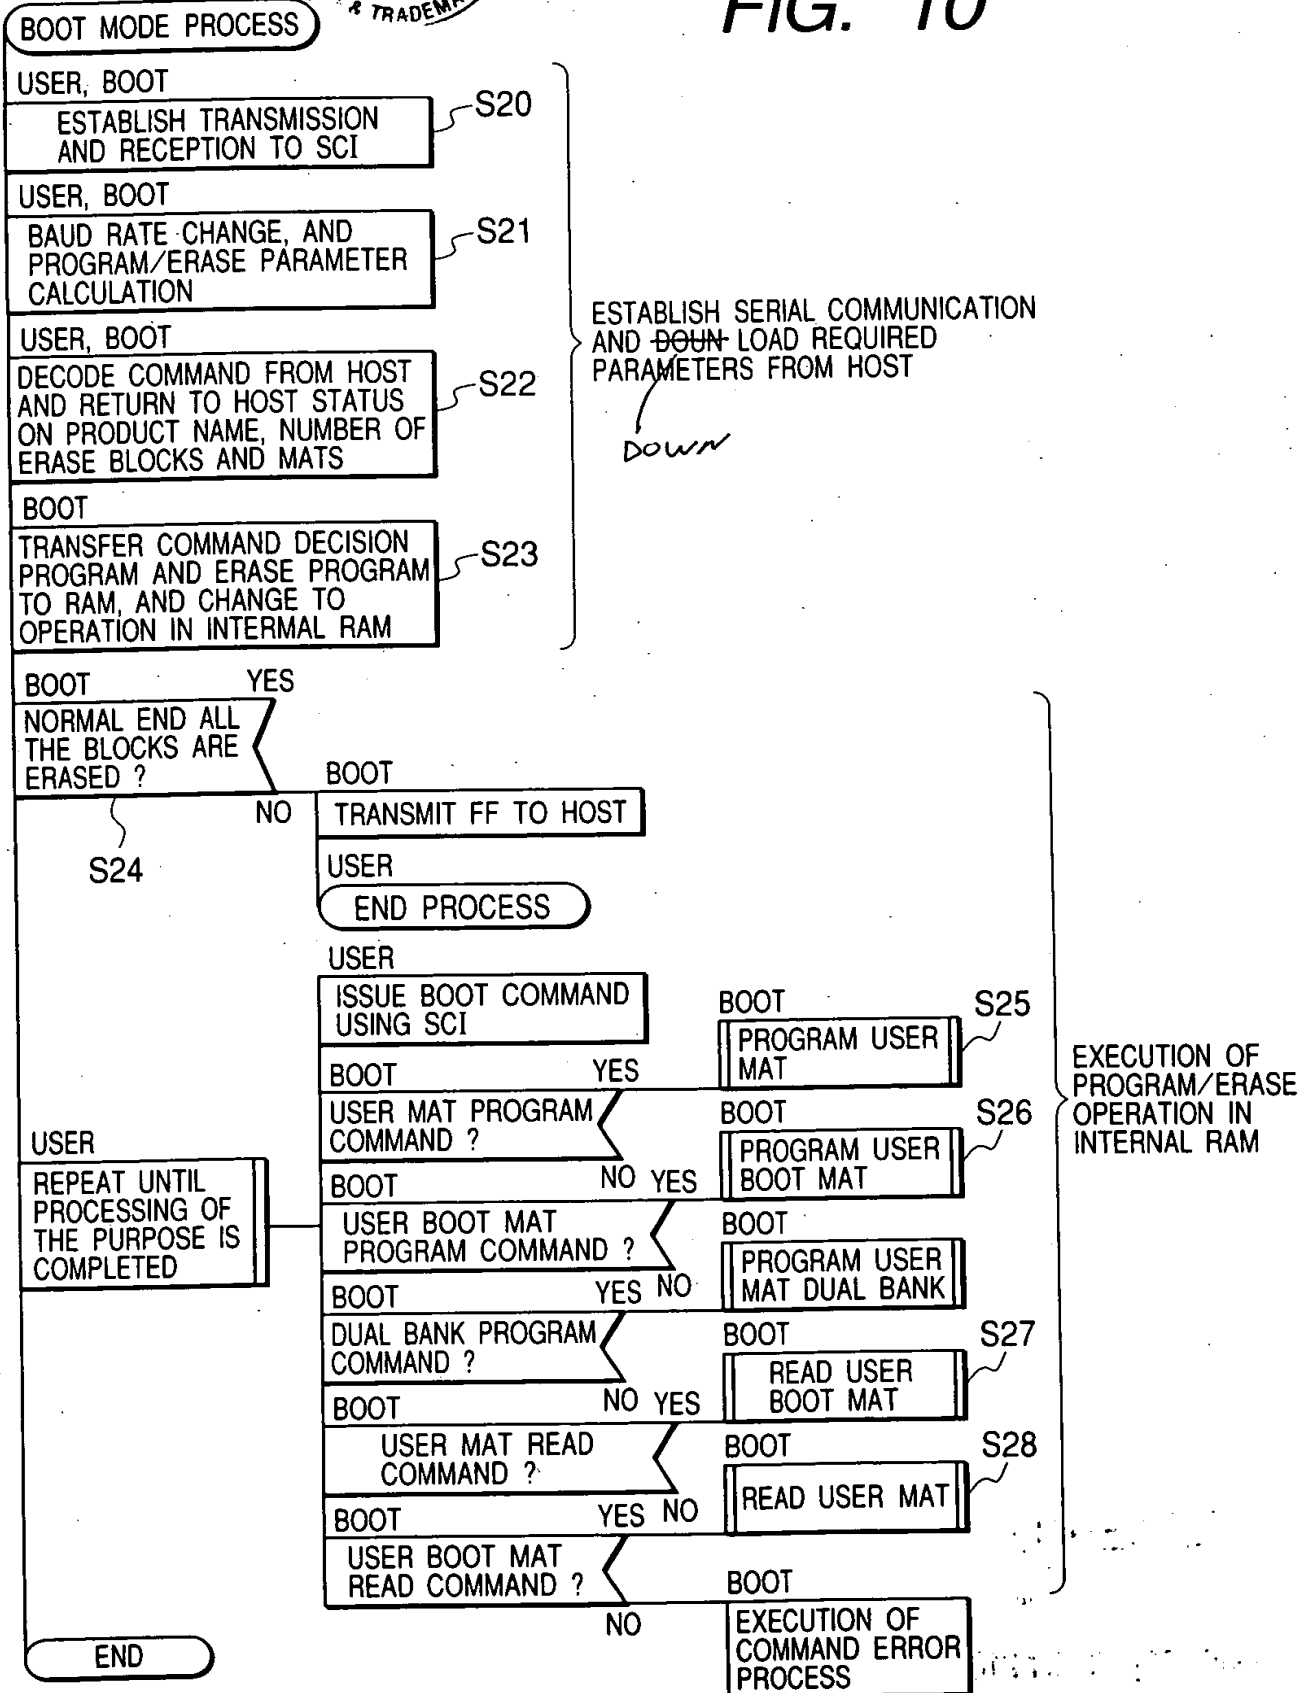 & TRADEMA
FIG. 10
BOOT MODE PROCESS
USER, BOOT
ESTABLISH TRANSMISSION
AND RECEPTION TO SCI
S20
USER, BOOT
BAUD RATE CHANGE, AND
PROGRAM/ERASE PARAMETER
CALCULATION
S21
USER, BOOT
DECODE COMMAND FROM HOST
AND RETURN TO HOST STATUS
ON PRODUCT NAME, NUMBER OF
ERASE BLOCKS AND MATS
S22
BOOT
TRANSFER COMMAND DECISION
PROGRAM AND ERASE PROGRAM
TO RAM, AND CHANGE TO
OPERATION IN INTERMAL RAM
S23
ESTABLISH SERIAL COMMUNICATION
AND DOUN LOAD REQUIRED
PARAMETERS FROM HOST
DOWN
BOOT
YES
NORMAL END ALL
THE BLOCKS ARE
ERASED ?
NO
S24
BOOT
TRANSMIT FF TO HOST
USER
END PROCESS
USER
REPEAT UNTIL
PROCESSING OF
THE PURPOSE IS
COMPLETED
USER
ISSUE BOOT COMMAND
USING SCI
BOOT
YES
USER MAT PROGRAM
COMMAND ?
NO
BOOT
PROGRAM USER
MAT
S25
BOOT
YES
USER BOOT MAT
PROGRAM COMMAND ?
NO
BOOT
PROGRAM USER
BOOT MAT
S26
BOOT
YES
DUAL BANK PROGRAM
COMMAND ?
NO
BOOT
PROGRAM USER
MAT DUAL BANK
BOOT
YES
USER MAT READ
COMMAND ?
NO
BOOT
READ USER
BOOT MAT
S27
BOOT
YES
USER BOOT MAT
READ COMMAND ?
NO
BOOT
READ USER MAT
S28
BOOT
EXECUTION OF
COMMAND ERROR
PROCESS
EXECUTION OF
PROGRAM/ERASE
OPERATION IN
INTERNAL RAM
END